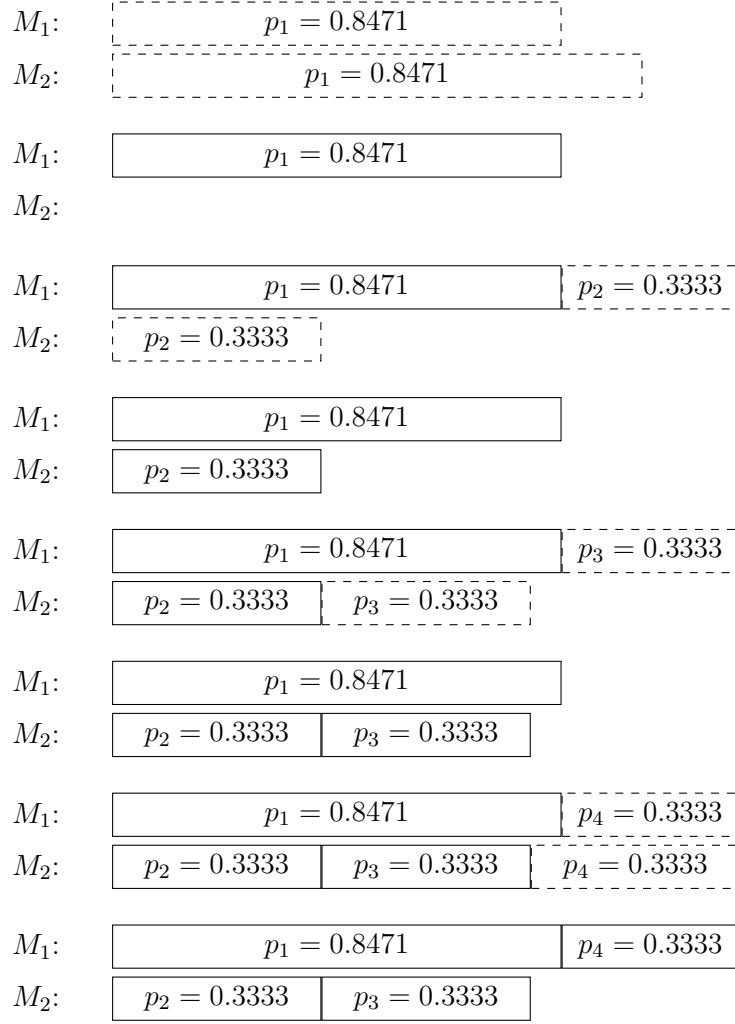 M₁: p₁ = 0.8471
M₂: p₁ = 0.8471
M₁: p₁ = 0.8471
M₂:
M₁: p₁ = 0.8471 p₂ = 0.3333
M₂: p₂ = 0.3333
M₁: p₁ = 0.8471
M₂: p₂ = 0.3333
M₁: p₁ = 0.8471 p₃ = 0.3333
M₂: p₂ = 0.3333 p₃ = 0.3333
M₁: p₁ = 0.8471
M₂: p₂ = 0.3333 p₃ = 0.3333
M₁: p₁ = 0.8471 p₄ = 0.3333
M₂: p₂ = 0.3333 p₃ = 0.3333 p₄ = 0.3333
M₁: p₁ = 0.8471 p₄ = 0.3333
M₂: p₂ = 0.3333 p₃ = 0.3333